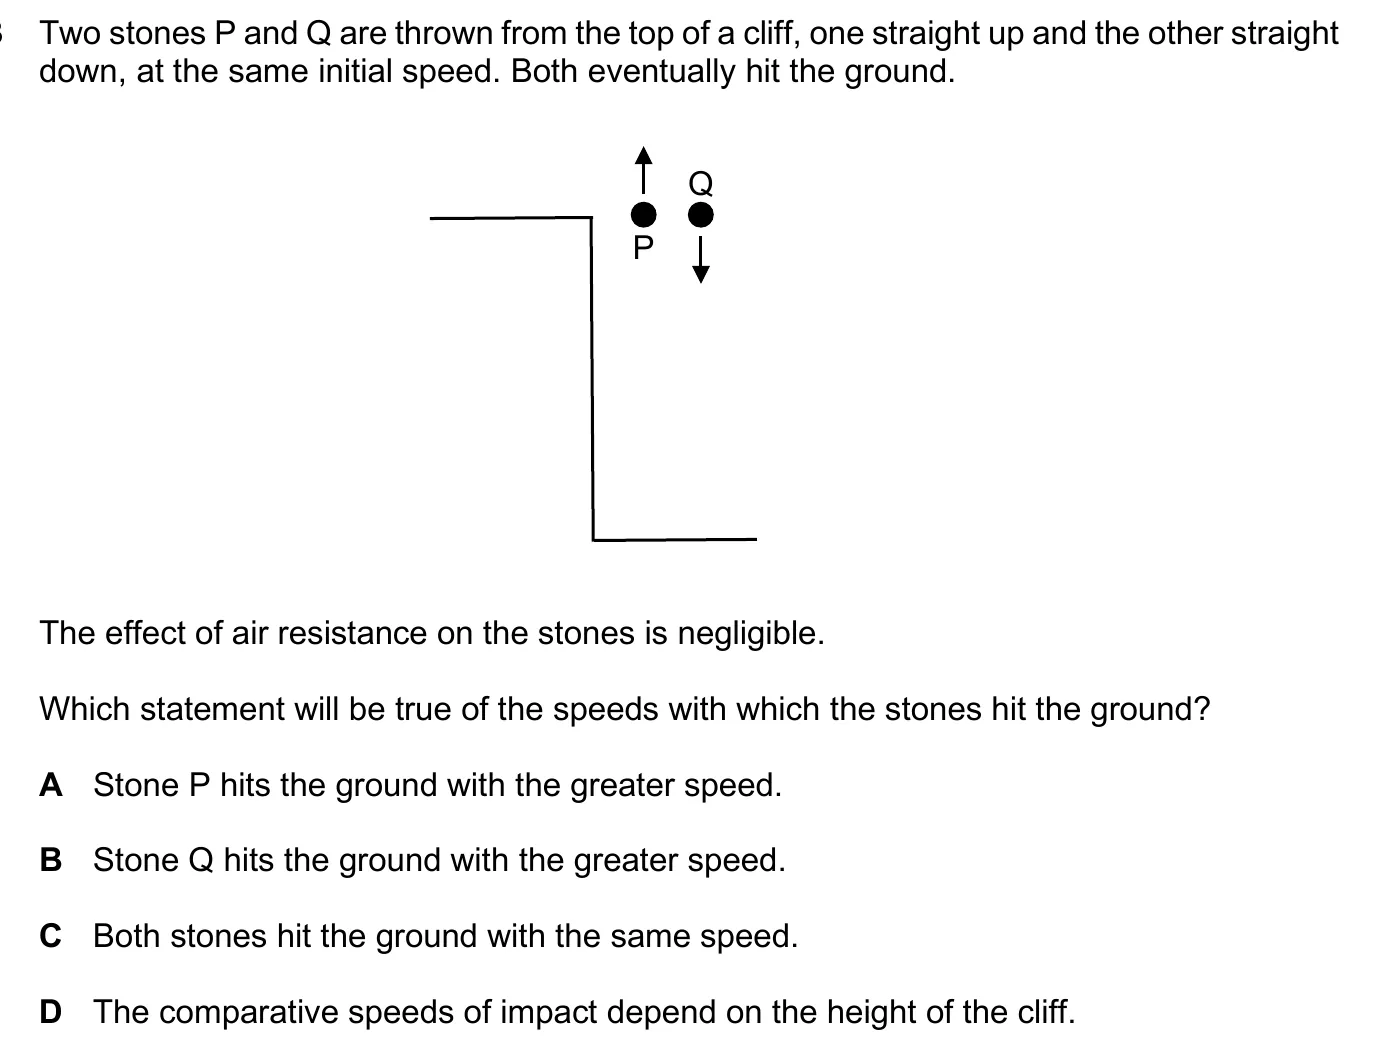 Two stones P and Q are thrown from the top of a cliff, one straight up and the other straight
down, at the same initial speed. Both eventually hit the ground.
Q
P
The effect of air resistance on the stones is negligible.
Which statement will be true of the speeds with which the stones hit the ground?
A Stone P hits the ground with the greater speed.
B Stone Q hits the ground with the greater speed.
C Both stones hit the ground with the same speed.
D The comparative speeds of impact depend on the height of the cliff.